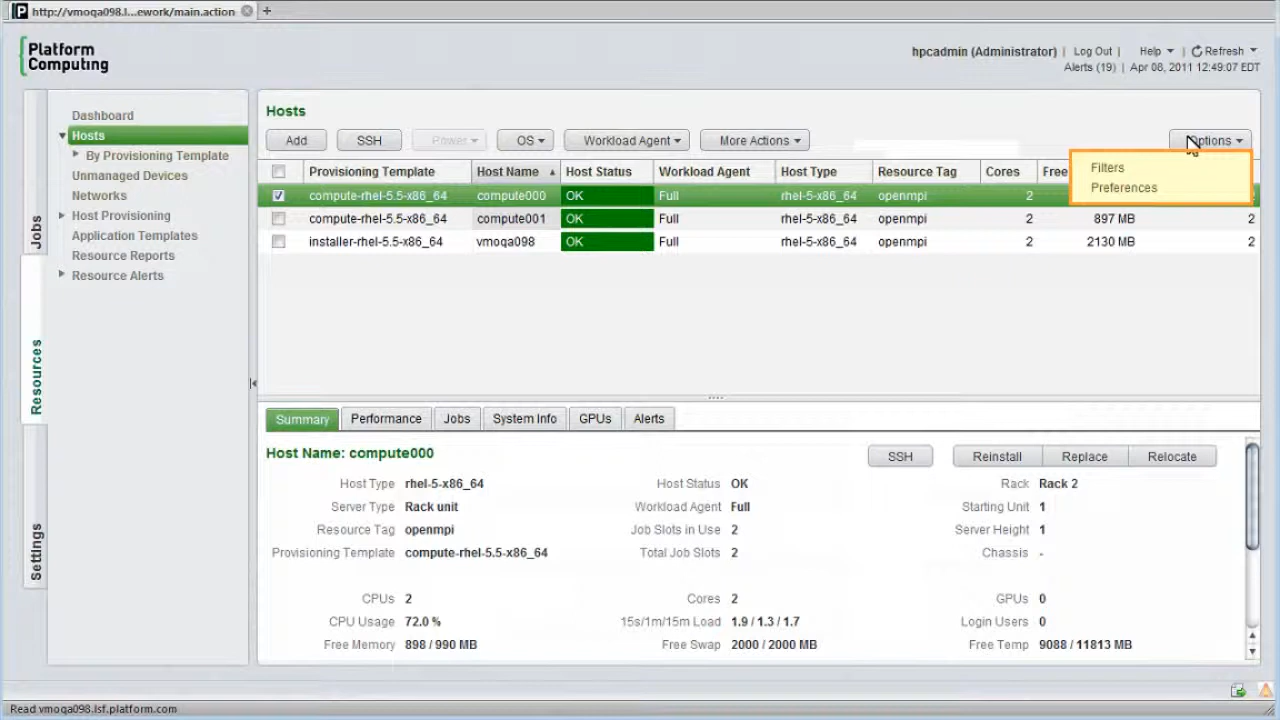 http://vmoqa098.l...ework/main.action
Platform
Computing
hpcadmin (Administrator) | Log Out | Help | Refresh
Alerts (19) | Apr 08, 2011 12:49:07 EDT
Jobs
Resources
Settings
Dashboard
Hosts
By Provisioning Template
Unmanaged Devices
Networks
Host Provisioning
Application Templates
Resource Reports
Resource Alerts
Hosts
Add SSH Power OS Workload Agent More Actions Options
Filters
Preferences
Provisioning Template Host Name Host Status Workload Agent Host Type Resource Tag Cores Free
compute-rhel-5.5-x86_64 compute000 OK Full rhel-5-x86_64 openmpi 2
compute-rhel-5.5-x86_64 compute001 OK Full rhel-5-x86_64 openmpi 2 897 MB 2
installer-rhel-5.5-x86_64 vmoqa098 OK Full rhel-5-x86_64 openmpi 2 2130 MB 2
Summary Performance Jobs System Info GPUs Alerts
Host Name: compute000 SSH Reinstall Replace Relocate
Host Type rhel-5-x86_64 Host Status OK Rack Rack 2
Server Type Rack unit Workload Agent Full Starting Unit 1
Resource Tag openmpi Job Slots in Use 2 Server Height 1
Provisioning Template compute-rhel-5.5-x86_64 Total Job Slots 2 Chassis -
CPUs 2 Cores 2 GPUs 0
CPU Usage 72.0 % 15s/1m/15m Load 1.9 / 1.3 / 1.7 Login Users 0
Free Memory 898 / 990 MB Free Swap 2000 / 2000 MB Free Temp 9088 / 11813 MB
Read vmoqa098.lsf.platform.com